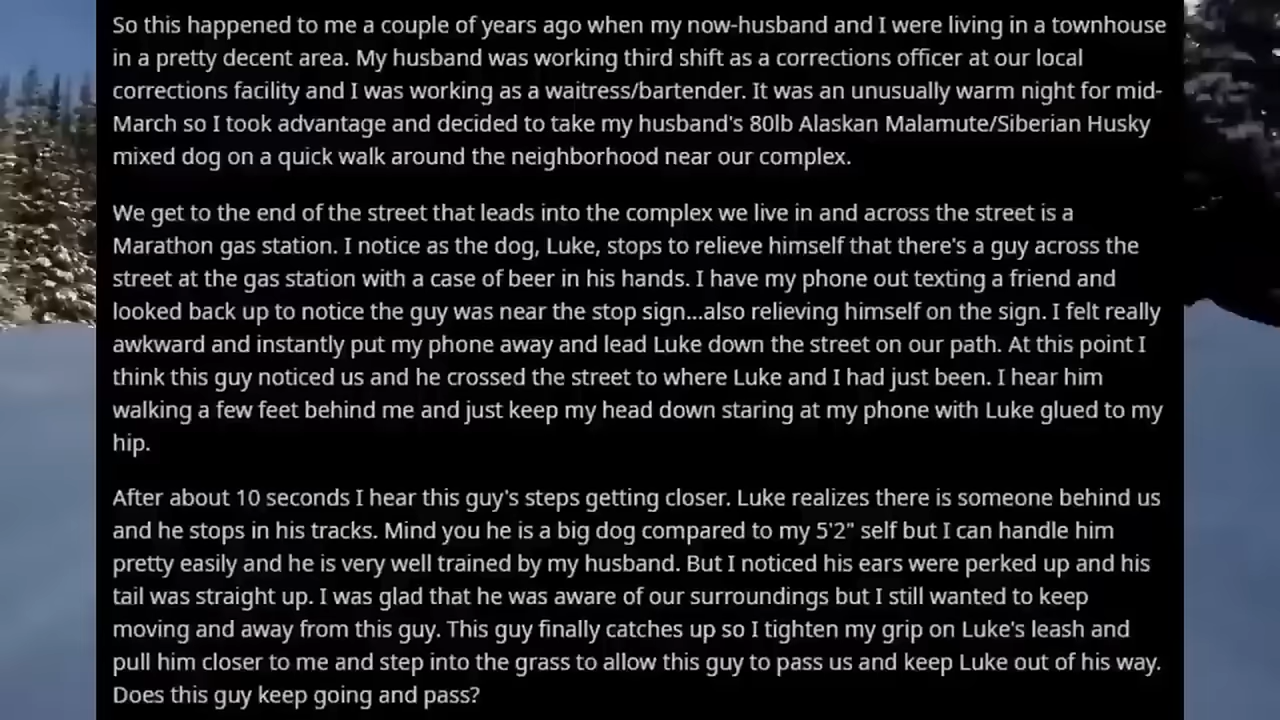 So this happened to me a couple of years ago when my now-husband and I were living in a townhouse
in a pretty decent area. My husband was working third shift as a corrections officer at our local
corrections facility and I was working as a waitress/bartender. It was an unusually warm night for mid-
March so I took advantage and decided to take my husband's 80lb Alaskan Malamute/Siberian Husky
mixed dog on a quick walk around the neighborhood near our complex.
We get to the end of the street that leads into the complex we live in and across the street is a
Marathon gas station. I notice as the dog, Luke, stops to relieve himself that there's a guy across the
street at the gas station with a case of beer in his hands. I have my phone out texting a friend and
looked back up to notice the guy was near the stop sign...also relieving himself on the sign. I felt really
awkward and instantly put my phone away and lead Luke down the street on our path. At this point I
think this guy noticed us and he crossed the street to where Luke and I had just been. I hear him
walking a few feet behind me and just keep my head down staring at my phone with Luke glued to my
hip.
After about 10 seconds I hear this guy's steps getting closer. Luke realizes there is someone behind us
and he stops in his tracks. Mind you he is a big dog compared to my 5'2" self but I can handle him
pretty easily and he is very well trained by my husband. But I noticed his ears were perked up and his
tail was straight up. I was glad that he was aware of our surroundings but I still wanted to keep
moving and away from this guy. This guy finally catches up so I tighten my grip on Luke's leash and
pull him closer to me and step into the grass to allow this guy to pass us and keep Luke out of his way.
Does this guy keep going and pass?